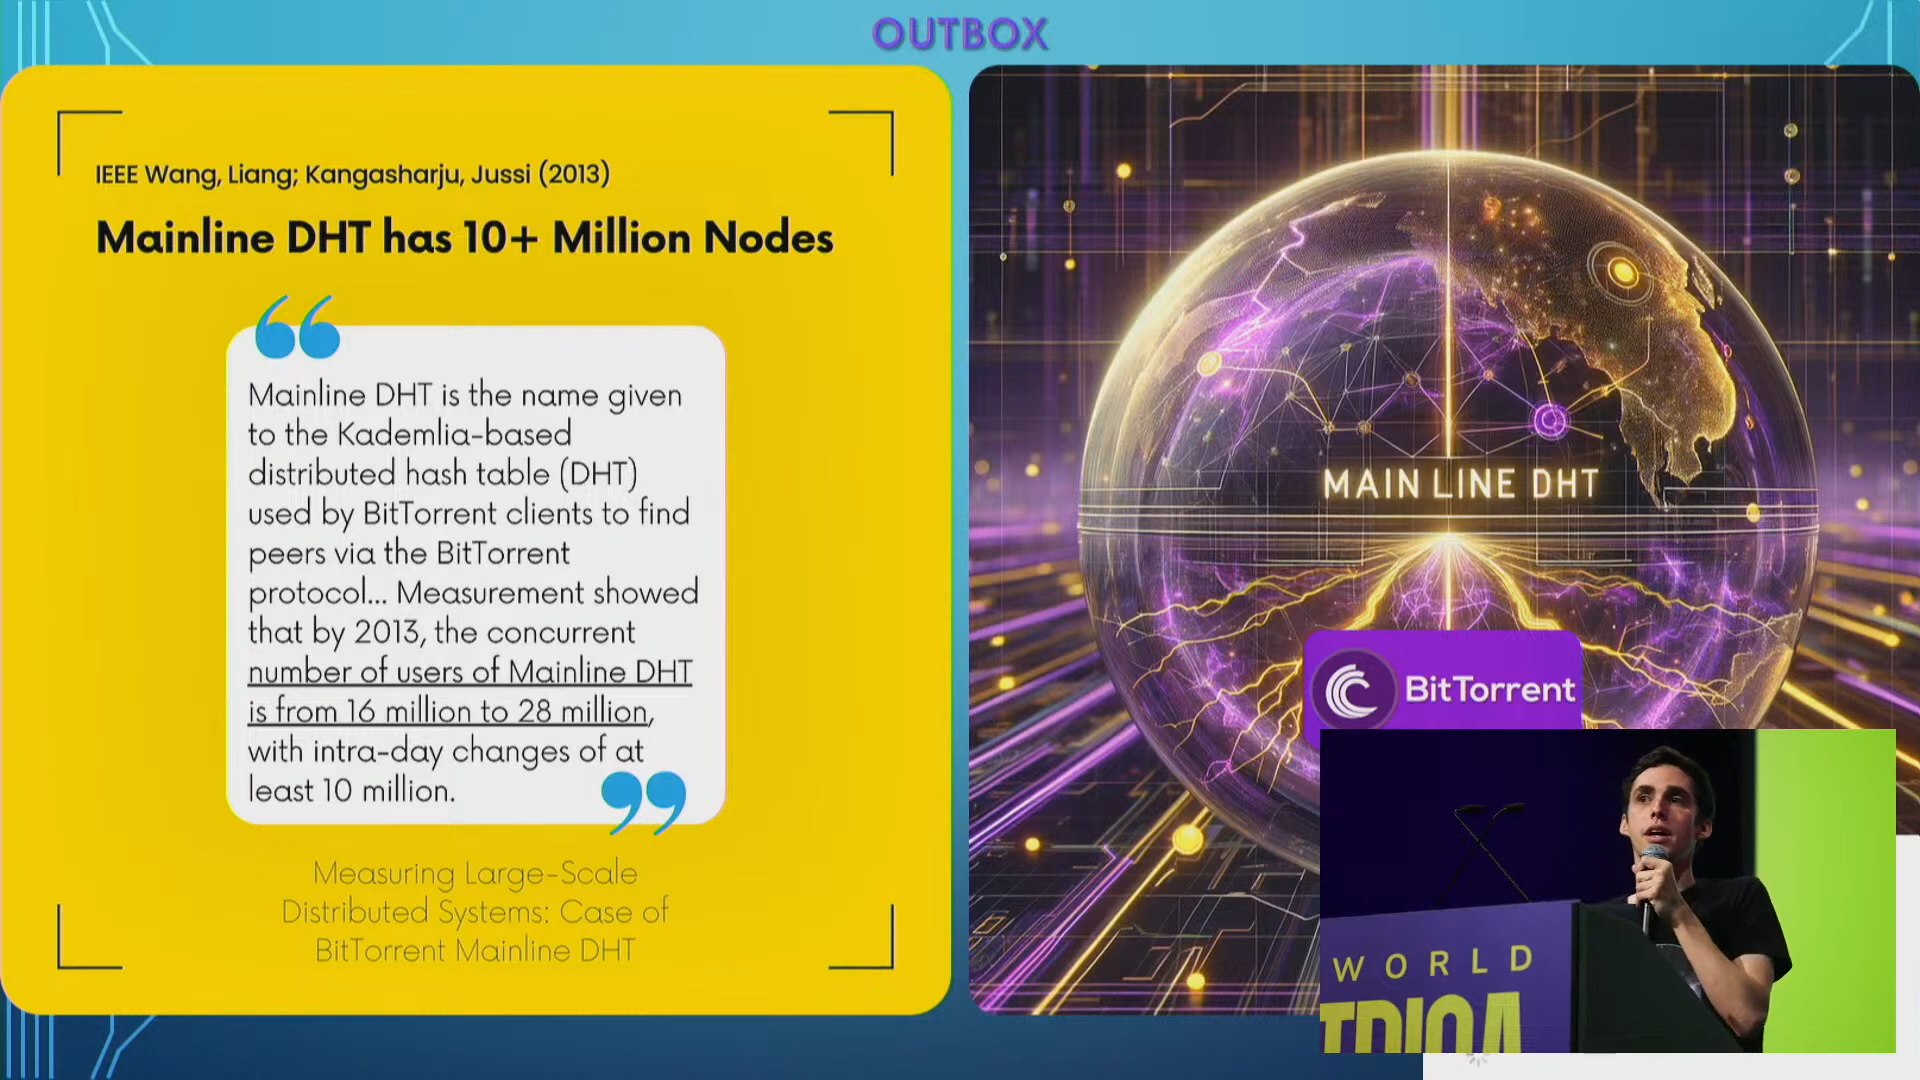 OUTBOX
IEEE Wang, Liang; Kangasharju, Jussi (2013)
Mainline DHT has 10+ Million Nodes
“
Mainline DHT is the name given
to the Kademlia-based
distributed hash table (DHT)
used by BitTorrent clients to find
peers via the BitTorrent
protocol... Measurement showed
that by 2013, the concurrent
number of users of Mainline DHT
is from 16 million to 28 million,
with intra-day changes of at
least 10 million.
”
Measuring Large-Scale
Distributed Systems: Case of
BitTorrent Mainline DHT
MAIN LINE DHT
BitTorrent
WORLD